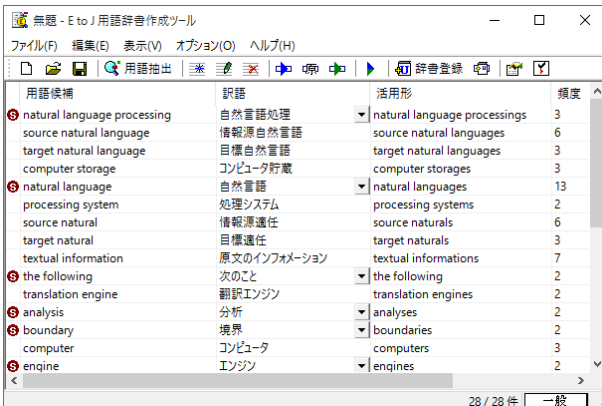 無題 - E to J 用語辞書作成ツール
ファイル(F) 編集(E) 表示(V) オプション(O) ヘルプ(H)
用語抽出 辞書登録
用語候補 訳語 活用形 頻度
S natural language processing 自然言語処理 natural language processings 3
source natural language 情報源自然言語 source natural languages 6
target natural language 目標自然言語 target natural languages 3
computer storage コンピュータ貯蔵 computer storages 3
S natural language 自然言語 natural languages 13
processing system 処理システム processing systems 2
source natural 情報源適任 source naturals 6
target natural 目標適任 target naturals 3
textual information 原文のインフォメーション textual informations 7
S the following 次のこと the following 2
translation engine 翻訳エンジン translation engines 2
S analysis 分析 analyses 2
S boundary 境界 boundaries 2
computer コンピュータ computers 3
S engine エンジン engines 2
28 / 28 件 一般